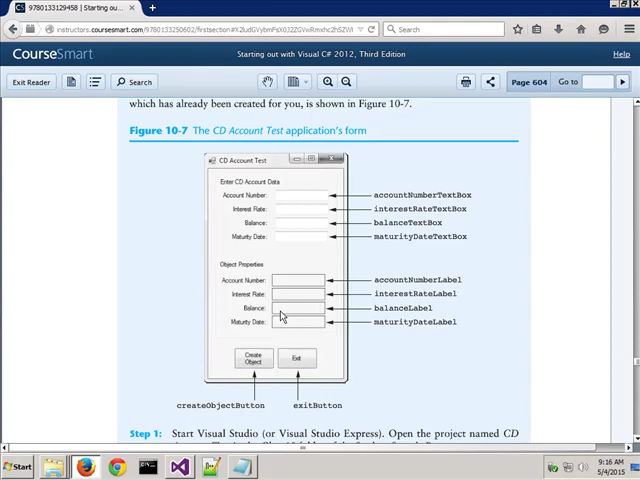 9780133129458 | Starting out...
instructors.coursesmart.com/9780133250602/firstsection
Search
CourseSmart
Starting out with Visual C# 2012, Third Edition
Help
Exit Reader
Search
Page 604
Go to
which has already been created for you, is shown in Figure 10-7.
Figure 10-7 The CD Account Test application's form
CD Account Test
Enter CD Account Data
Account Number: accountNumberTextBox
Interest Rate: interestRateTextBox
Balance: balanceTextBox
Maturity Date: maturityDateTextBox
Object Properties
Account Number: accountNumberLabel
Interest Rate: interestRateLabel
Balance: balanceLabel
Maturity Date: maturityDateLabel
Create Exit
Object
createObjectButton exitButton
Step 1: Start Visual Studio (or Visual Studio Express). Open the project named CD
Start
9:16 AM
5/4/2015